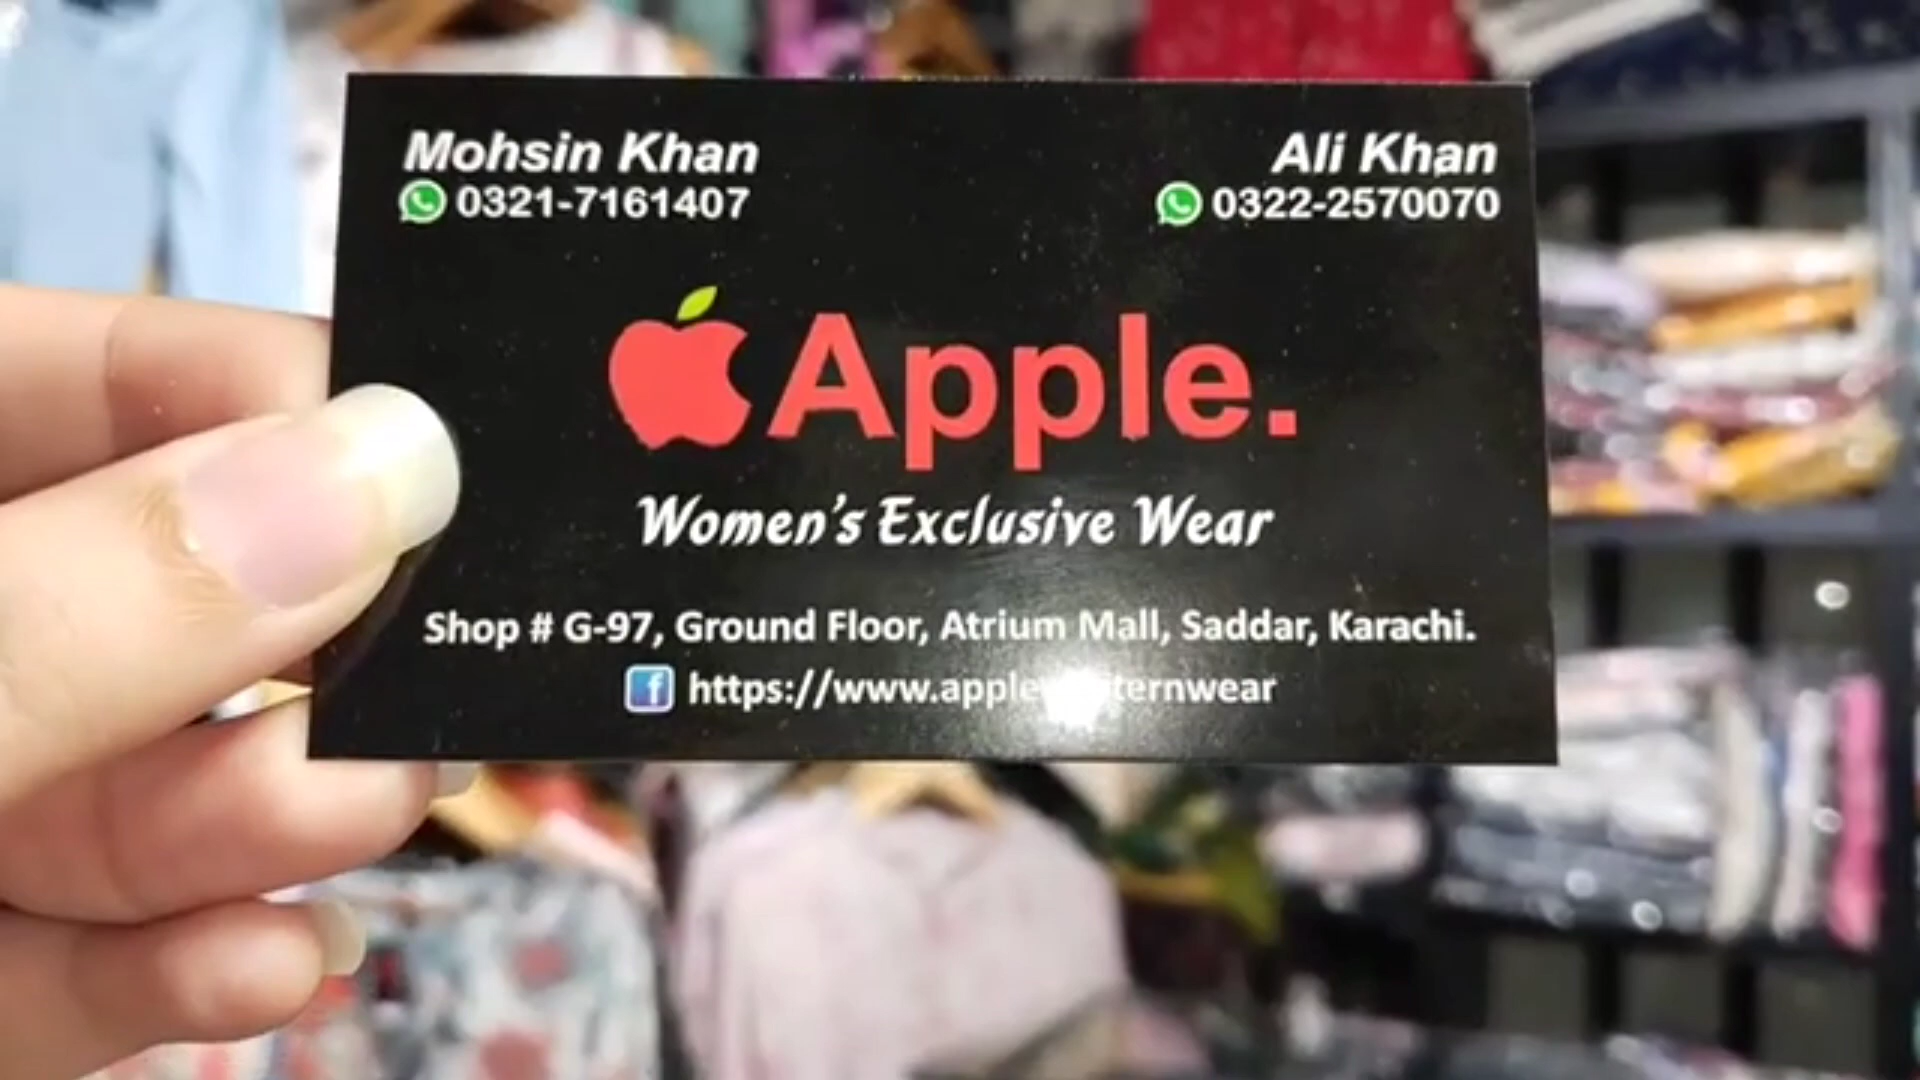 Mohsin Khan
0321-7161407
Ali Khan
0322-2570070
Apple.
Women's Exclusive Wear
Shop # G-97, Ground Floor, Atrium Mall, Saddar, Karachi.